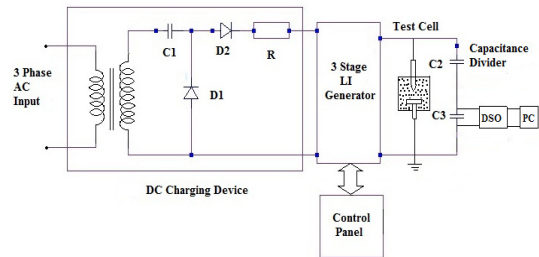 Test Cell
C1
D2
R
3 Phase
AC
Input
D1
3 Stage
LI
Generator
C2
Capacitance
Divider
C3
DSO
PC
DC Charging Device
Control
Panel